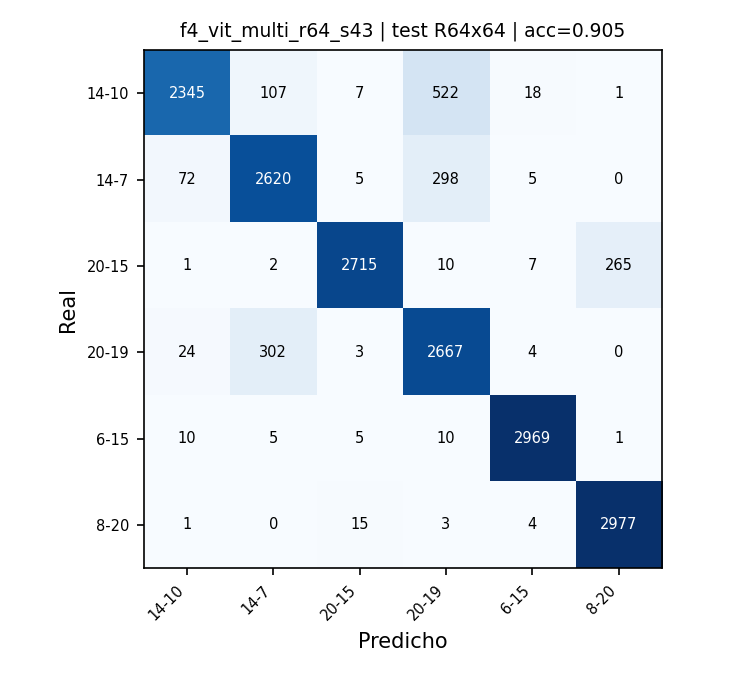 f4_vit_multi_r64_s43 | test R64x64 | acc=0.905
14-10 2345 107 7 522 18 1
14-7 72 2620 5 298 5 0
20-15 1 2 2715 10 7 265
20-19 24 302 3 2667 4 0
6-15 10 5 5 10 2969 1
8-20 1 0 15 3 4 2977
Real
14-10 14-7 20-15 20-19 6-15 8-20
Predicho